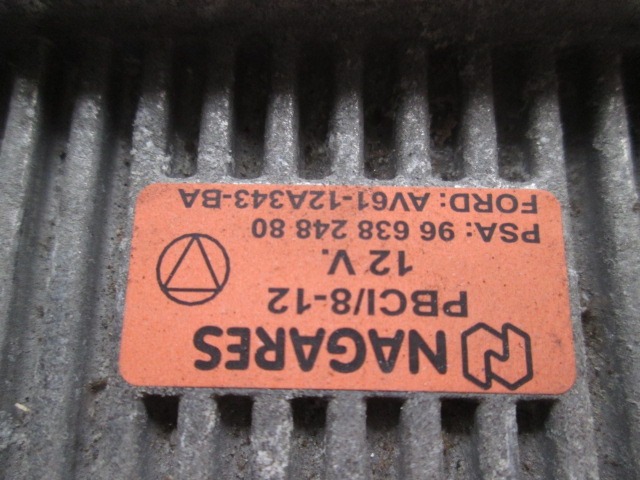 NAGARES
PBCI/8-12
12 V.
PSA: 96 638 248 80
FORD: AV61-12A343-BA